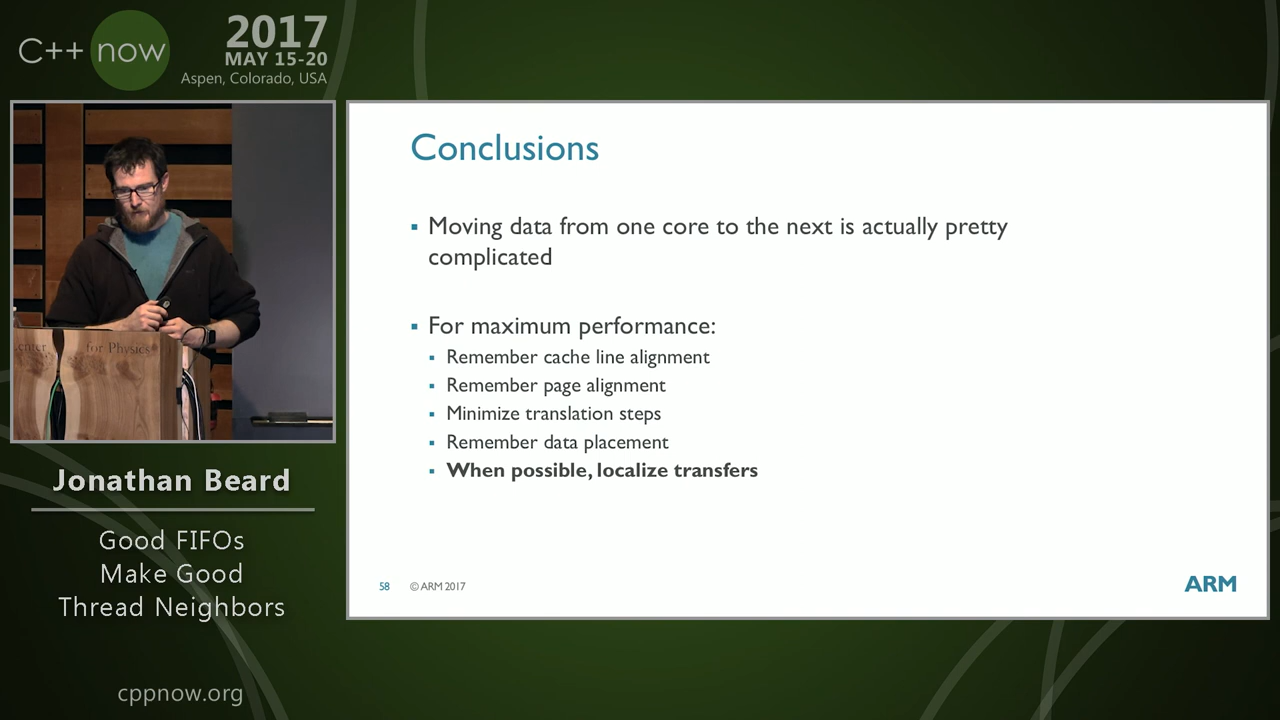 C++ now
2017
MAY 15-20
Aspen, Colorado, USA
for Physics
Jonathan Beard
Good FIFOs
Make Good
Thread Neighbors
cppnow.org
Conclusions
Moving data from one core to the next is actually pretty
complicated
For maximum performance:
Remember cache line alignment
Remember page alignment
Minimize translation steps
Remember data placement
When possible, localize transfers
58 © ARM 2017
ARM